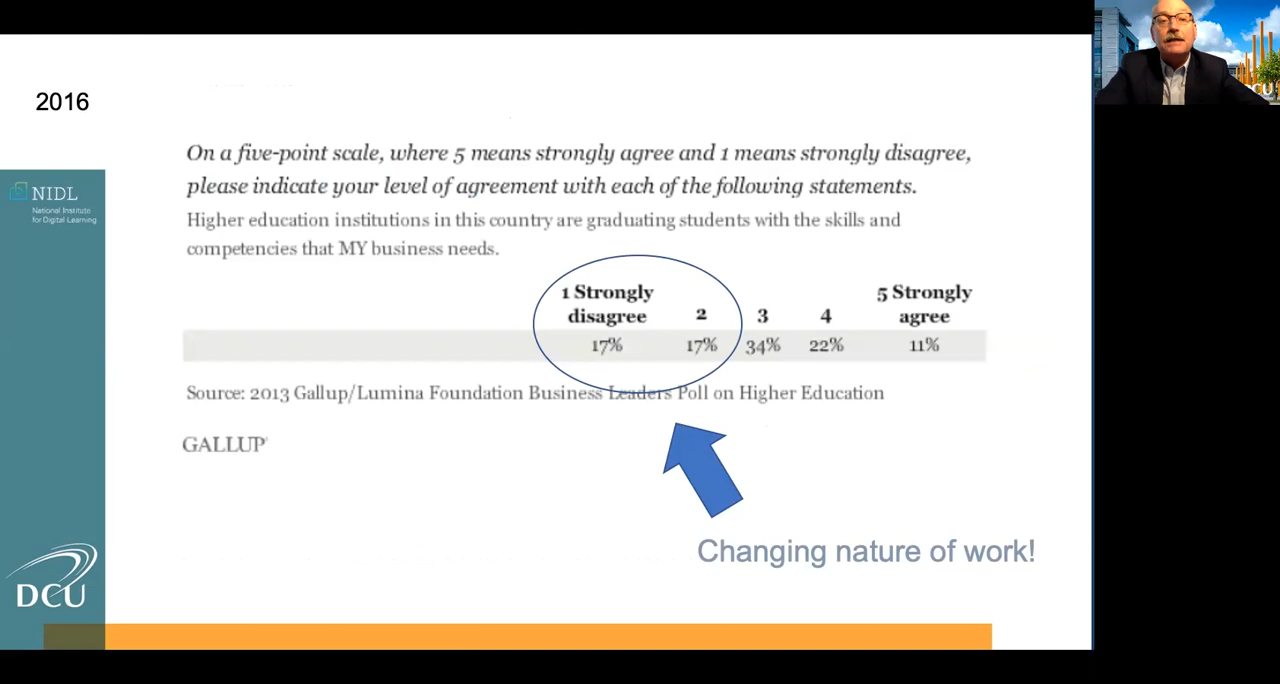 2016
NIDL
National Institute
for Digital Learning
On a five-point scale, where 5 means strongly agree and 1 means strongly disagree,
please indicate your level of agreement with each of the following statements.
Higher education institutions in this country are graduating students with the skills and
competencies that MY business needs.
1 Strongly disagree 2 3 4 5 Strongly agree
17% 17% 34% 22% 11%
Source: 2013 Gallup/Lumina Foundation Business Leaders Poll on Higher Education
GALLUP
Changing nature of work!
DCU
CU